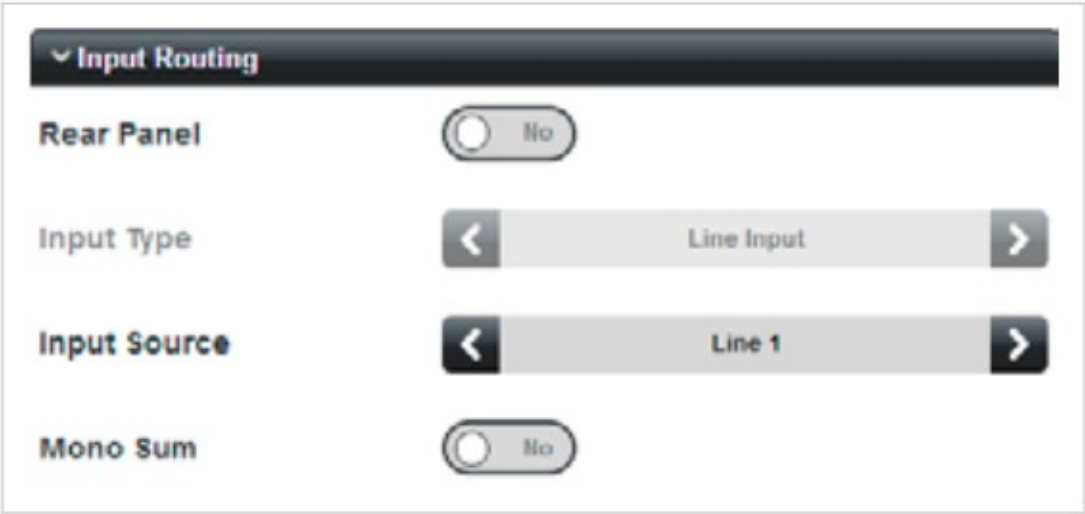 Input Routing
Rear Panel No
Input Type Line Input
Input Source Line 1
Mono Sum No